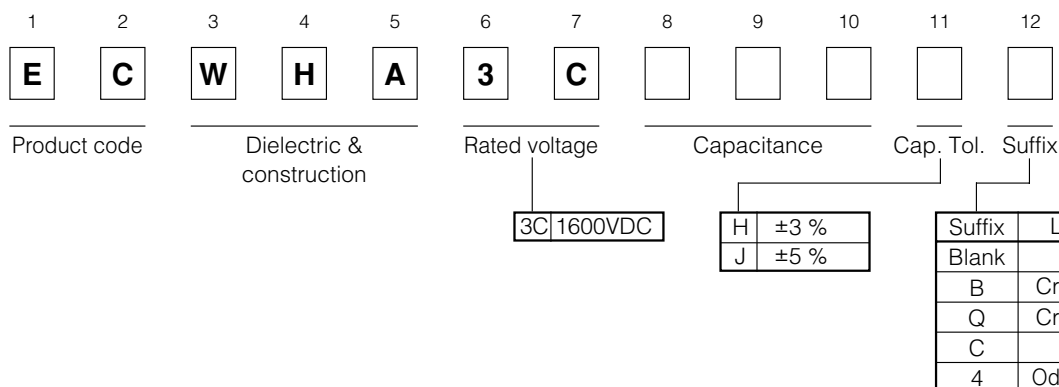 1 2 3 4 5 6 7 8 9 10 11 12
E C W H A 3 C
Product code Dielectric & construction Rated voltage Capacitance Cap. Tol. Suffix
3C 1600VDC
H ±3 %
J ±5 %
Suffix
Blank
B
Q
C
4